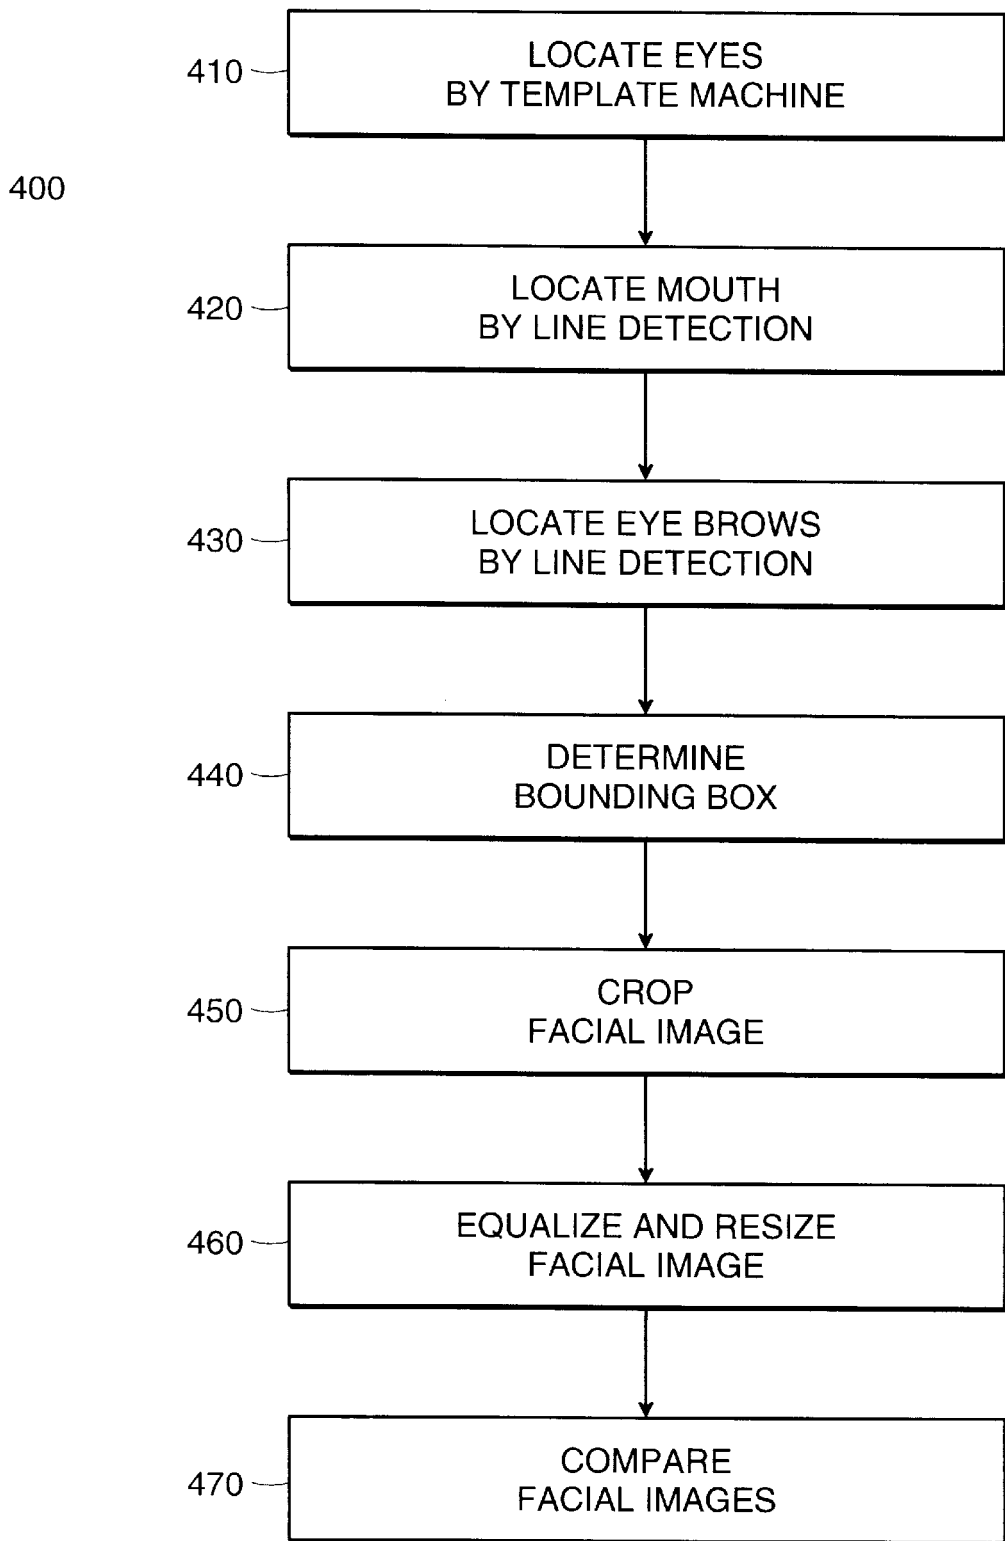 410
LOCATE EYES
BY TEMPLATE MACHINE
400
420
LOCATE MOUTH
BY LINE DETECTION
430
LOCATE EYE BROWS
BY LINE DETECTION
440
DETERMINE
BOUNDING BOX
450
CROP
FACIAL IMAGE
460
EQUALIZE AND RESIZE
FACIAL IMAGE
470
COMPARE
FACIAL IMAGES